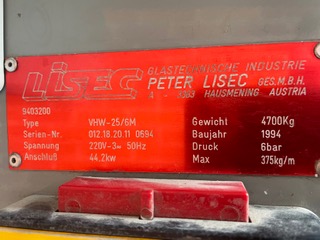 LiSEC
GLASTECHNISCHE INDUSTRIE
PETER LISEC GES.M.B.H.
A - 3363 HAUSMENING AUSTRIA
9403200
Type VHW-25/6M Gewicht 4700Kg
Serien-Nr. 012.18.20.11 0694 Baujahr 1994
Spannung 220V-3~ 50Hz Druck 6bar
Anschluß 44.2kw Max 375kg/m